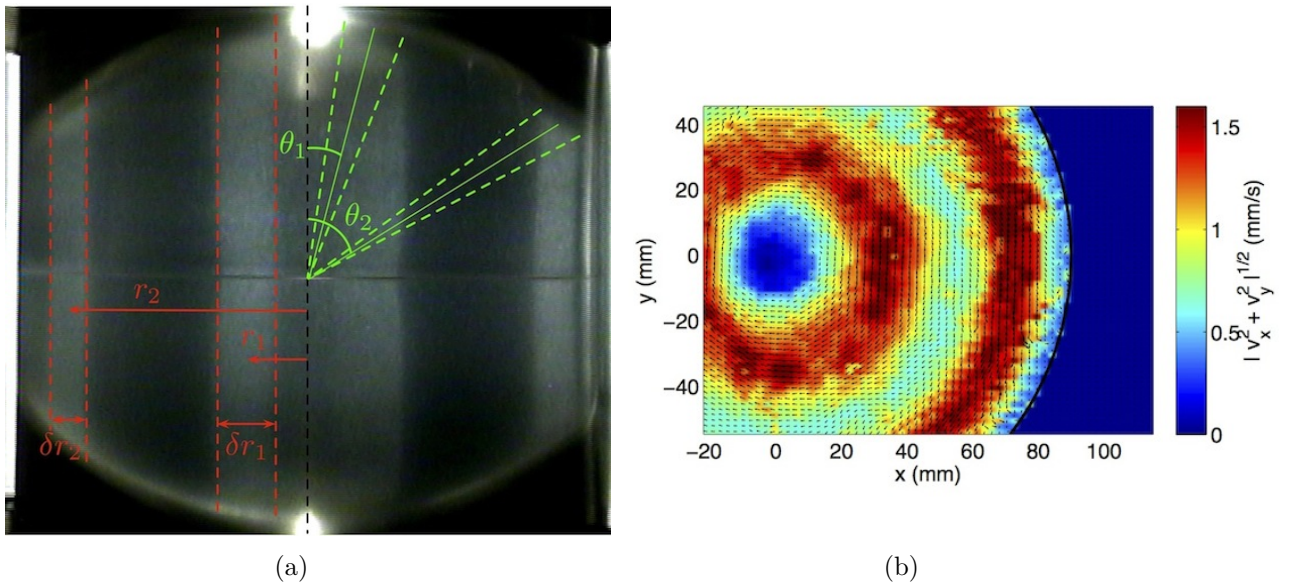 θ₁
θ₂
r₂
r₁
δr₂
δr₁
(a)
40
20
0
−20
−40
y (mm)
−20 0 20 40 60 80 100
x (mm)
1.5
1
0.5
0
| v_x^2 + v_y^2 |^{1/2} (mm/s)
(b)